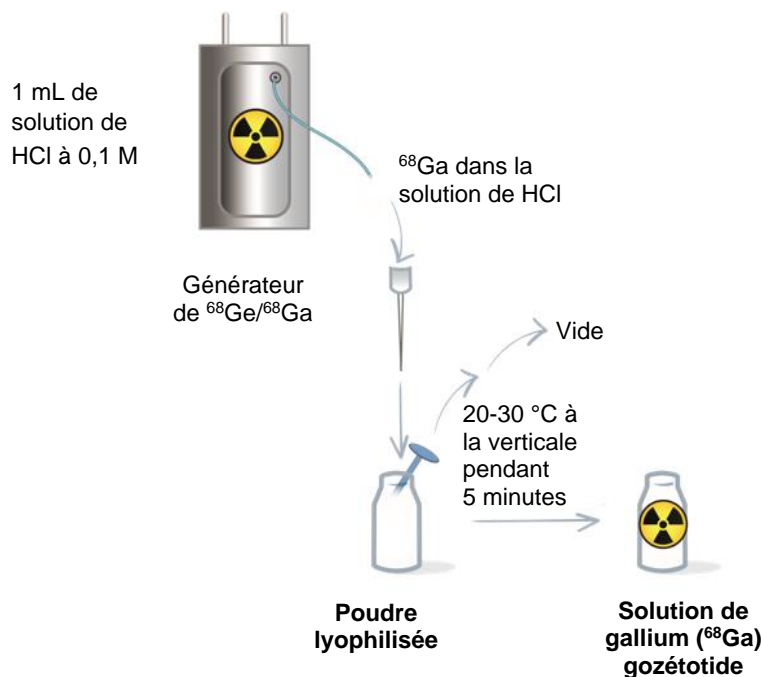 1 mL de
solution de
HCl à 0,1 M
⁶⁸Ga dans la
solution de HCl
Générateur
de ⁶⁸Ge/⁶⁸Ga
Vide
20-30 °C à
la verticale
pendant
5 minutes
Poudre
lyophilisée
Solution de
gallium (⁶⁸Ga)
gozétotide